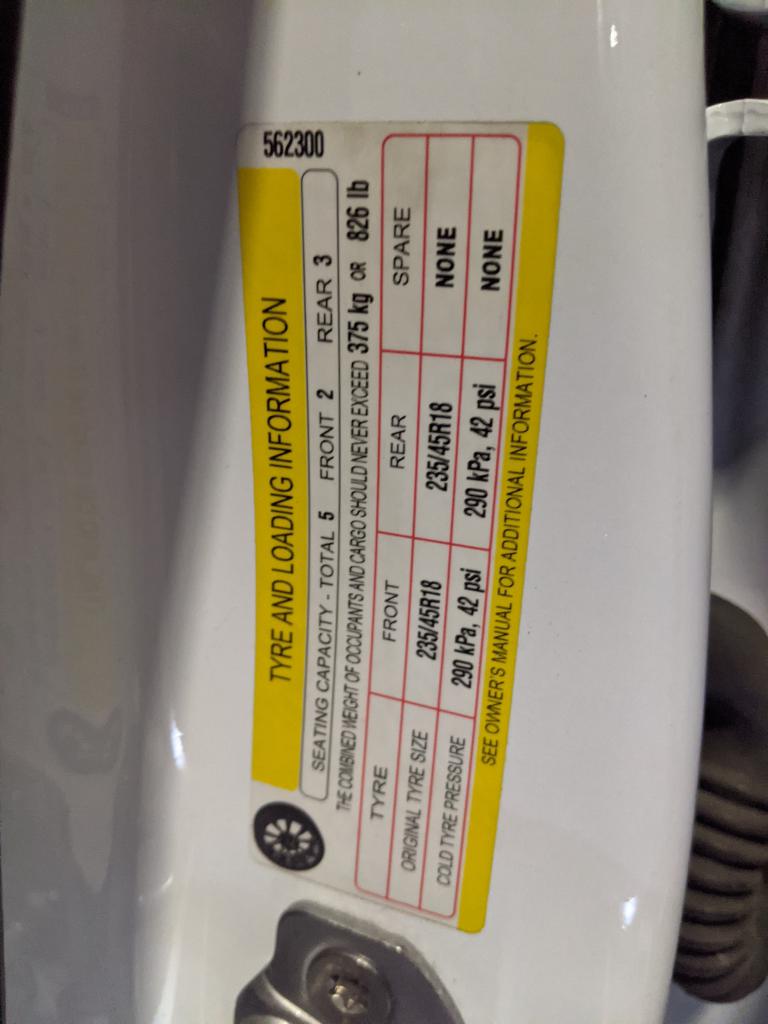 562300
TYRE AND LOADING INFORMATION
SEATING CAPACITY - TOTAL 5 FRONT 2 REAR 3
THE COMBINED WEIGHT OF OCCUPANTS AND CARGO SHOULD NEVER EXCEED 375 kg OR 826 lb
TYRE FRONT REAR SPARE
ORIGINAL TYRE SIZE 235/45R18 235/45R18 NONE
COLD TYRE PRESSURE 290 kPa, 42 psi 290 kPa, 42 psi NONE
SEE OWNER'S MANUAL FOR ADDITIONAL INFORMATION.